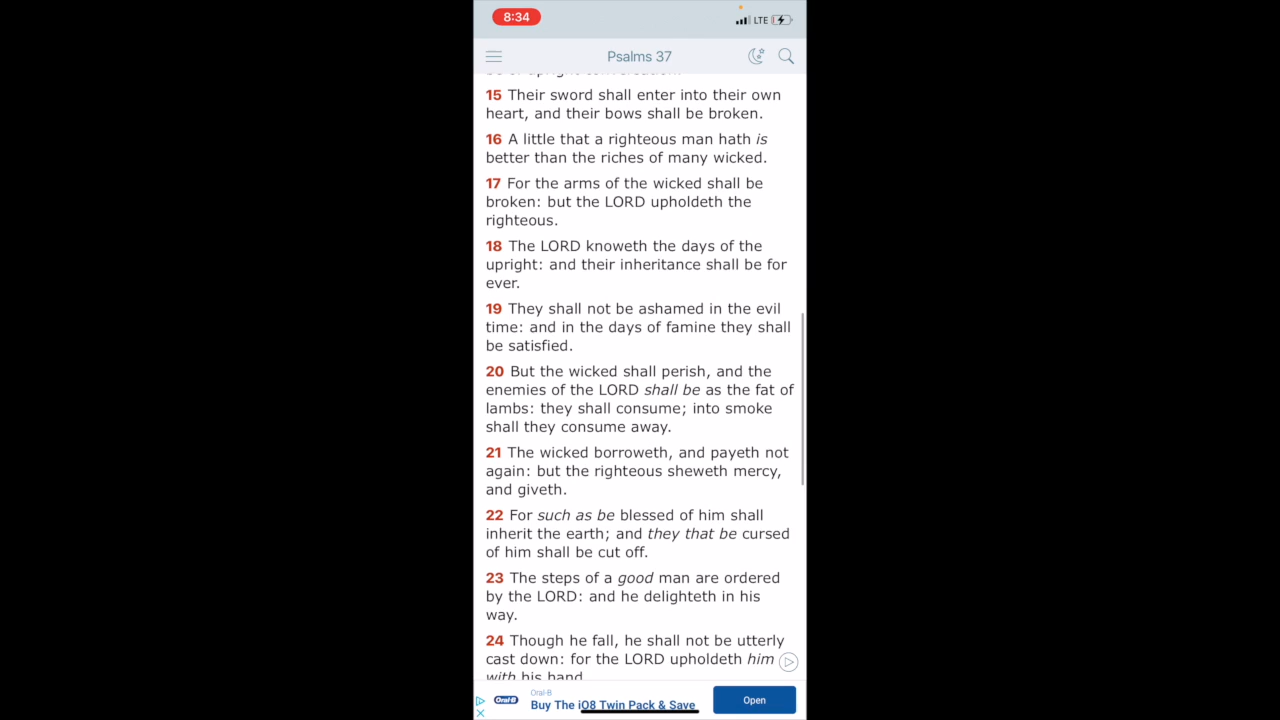 8:34
LTE
Psalms 37
15 Their sword shall enter into their own
heart, and their bows shall be broken.
16 A little that a righteous man hath is
better than the riches of many wicked.
17 For the arms of the wicked shall be
broken: but the LORD upholdeth the
righteous.
18 The LORD knoweth the days of the
upright: and their inheritance shall be for
ever.
19 They shall not be ashamed in the evil
time: and in the days of famine they shall
be satisfied.
20 But the wicked shall perish, and the
enemies of the LORD shall be as the fat of
lambs: they shall consume; into smoke
shall they consume away.
21 The wicked borroweth, and payeth not
again: but the righteous sheweth mercy,
and giveth.
22 For such as be blessed of him shall
inherit the earth; and they that be cursed
of him shall be cut off.
23 The steps of a good man are ordered
by the LORD: and he delighteth in his
way.
24 Though he fall, he shall not be utterly
cast down: for the LORD upholdeth him
with his hand
Oral-B
Oral-B
Buy The iO8 Twin Pack & Save
Open